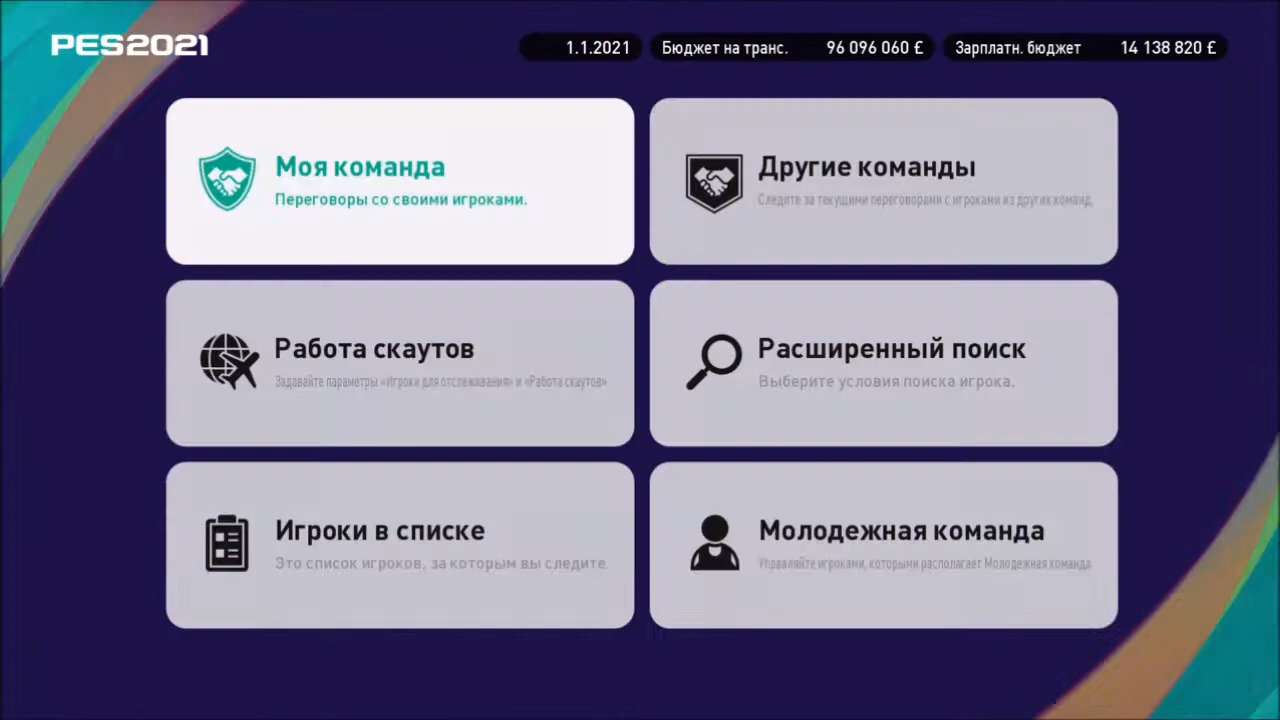 PES2021
1.1.2021
Бюджет на транс. 96 096 060 £
Зарплатн. бюджет 14 138 820 £
Моя команда
Переговоры со своими игроками.
Другие команды
Следите за текущими переговорами с игроками из других команд.
Работа скаутов
Задавайте параметры «Игроки для отслеживания» и «Работа скаутов»
Расширенный поиск
Выберите условия поиска игрока.
Игроки в списке
Это список игроков, за которым вы следите.
Молодежная команда
Управляйте игроками, которыми располагает Молодежная команда.